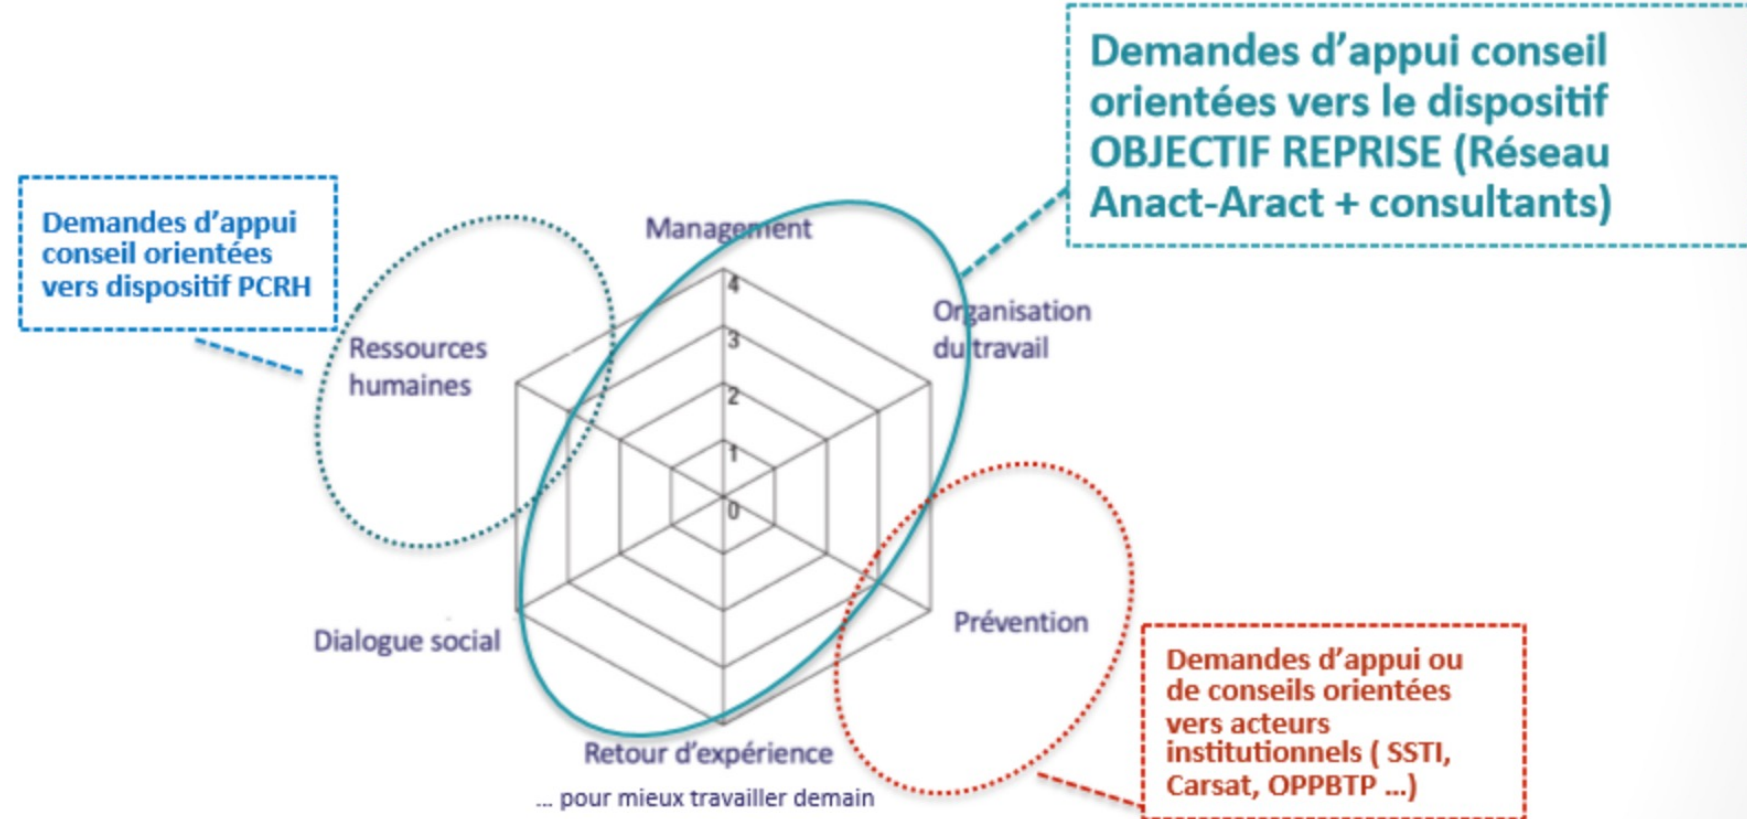 Demandes d’appui conseil
orientées vers le dispositif
OBJECTIF REPRISE (Réseau
Anact-Aract + consultants)
Demandes d’appui
conseil orientées
vers dispositif PCRH
Management
Organisation
du travail
Ressources
humaines
4
3
2
1
0
Dialogue social
Prévention
Retour d’expérience
... pour mieux travailler demain
Demandes d’appui ou
de conseils orientées
vers acteurs
institutionnels ( SSTI,
Carsat, OPPBTP ...)